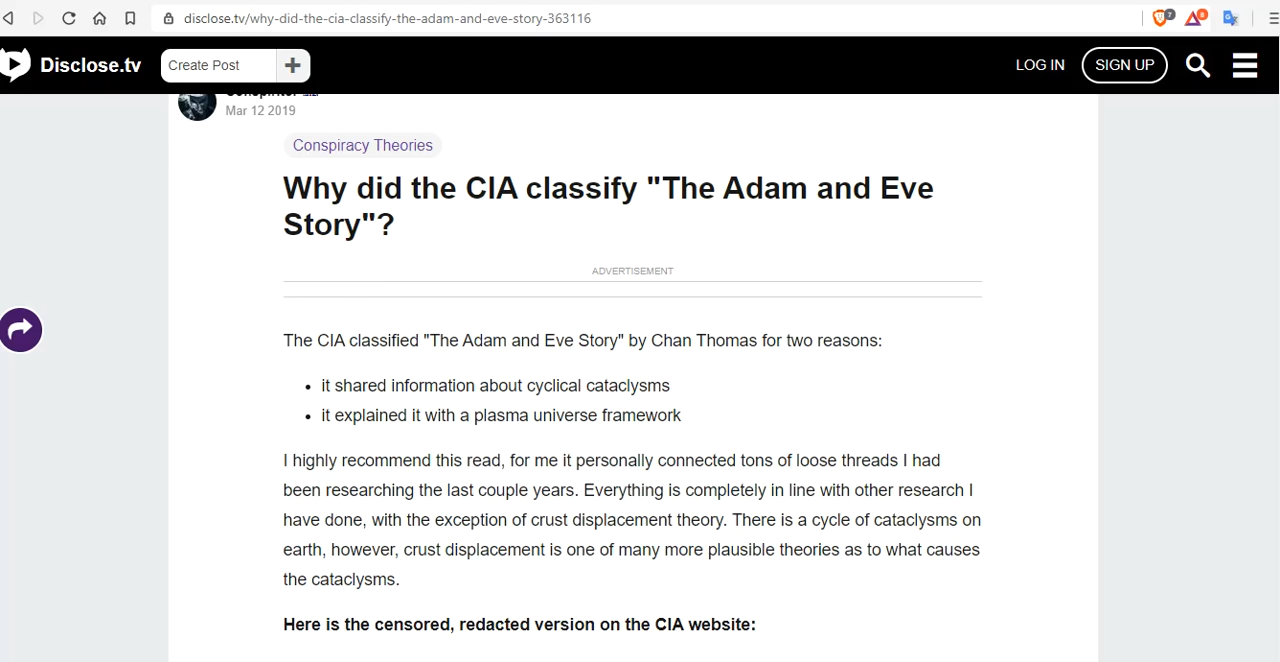 disclose.tv/why-did-the-cia-classify-the-adam-and-eve-story-363116
7
8
Disclose.tv
Create Post
LOG IN
SIGN UP
Mar 12 2019
Conspiracy Theories
Why did the CIA classify "The Adam and Eve
Story"?
ADVERTISEMENT
The CIA classified "The Adam and Eve Story" by Chan Thomas for two reasons:
• it shared information about cyclical cataclysms
• it explained it with a plasma universe framework
I highly recommend this read, for me it personally connected tons of loose threads I had
been researching the last couple years. Everything is completely in line with other research I
have done, with the exception of crust displacement theory. There is a cycle of cataclysms on
earth, however, crust displacement is one of many more plausible theories as to what causes
the cataclysms.
Here is the censored, redacted version on the CIA website: